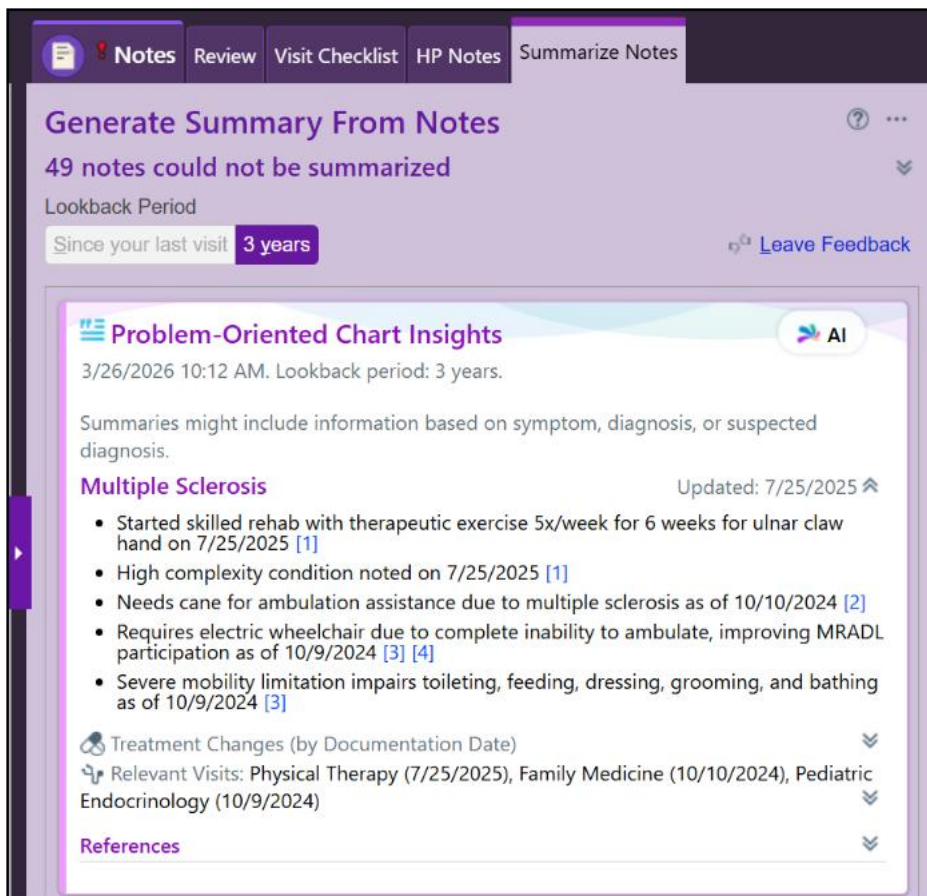 Notes Review Visit Checklist HP Notes Summarize Notes
Generate Summary From Notes
49 notes could not be summarized
Lookback Period
Since your last visit 3 years Leave Feedback
Problem-Oriented Chart Insights AI
3/26/2026 10:12 AM. Lookback period: 3 years.
Summaries might include information based on symptom, diagnosis, or suspected
diagnosis.
Multiple Sclerosis Updated: 7/25/2025
• Started skilled rehab with therapeutic exercise 5x/week for 6 weeks for ulnar claw
hand on 7/25/2025 [1]
• High complexity condition noted on 7/25/2025 [1]
• Needs cane for ambulation assistance due to multiple sclerosis as of 10/10/2024 [2]
• Requires electric wheelchair due to complete inability to ambulate, improving MRADL
participation as of 10/9/2024 [3] [4]
• Severe mobility limitation impairs toileting, feeding, dressing, grooming, and bathing
as of 10/9/2024 [3]
Treatment Changes (by Documentation Date)
Relevant Visits: Physical Therapy (7/25/2025), Family Medicine (10/10/2024), Pediatric
Endocrinology (10/9/2024)
References